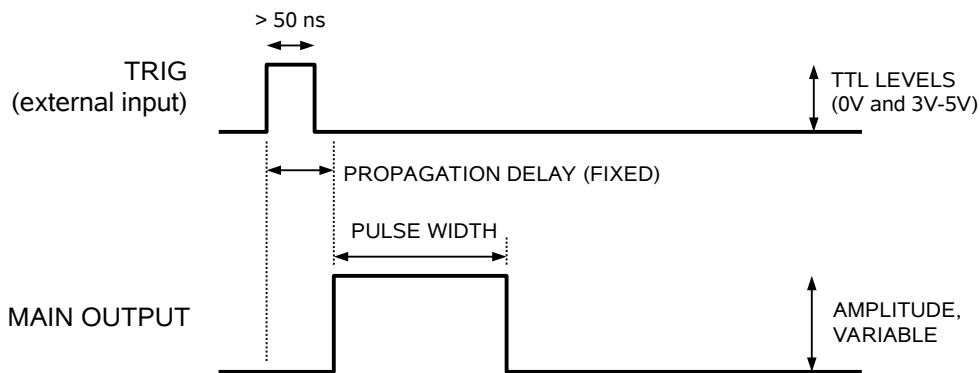 > 50 ns
TRIG
(external input)
TTL LEVELS
(0V and 3V-5V)
PROPAGATION DELAY (FIXED)
PULSE WIDTH
MAIN OUTPUT
AMPLITUDE,
VARIABLE